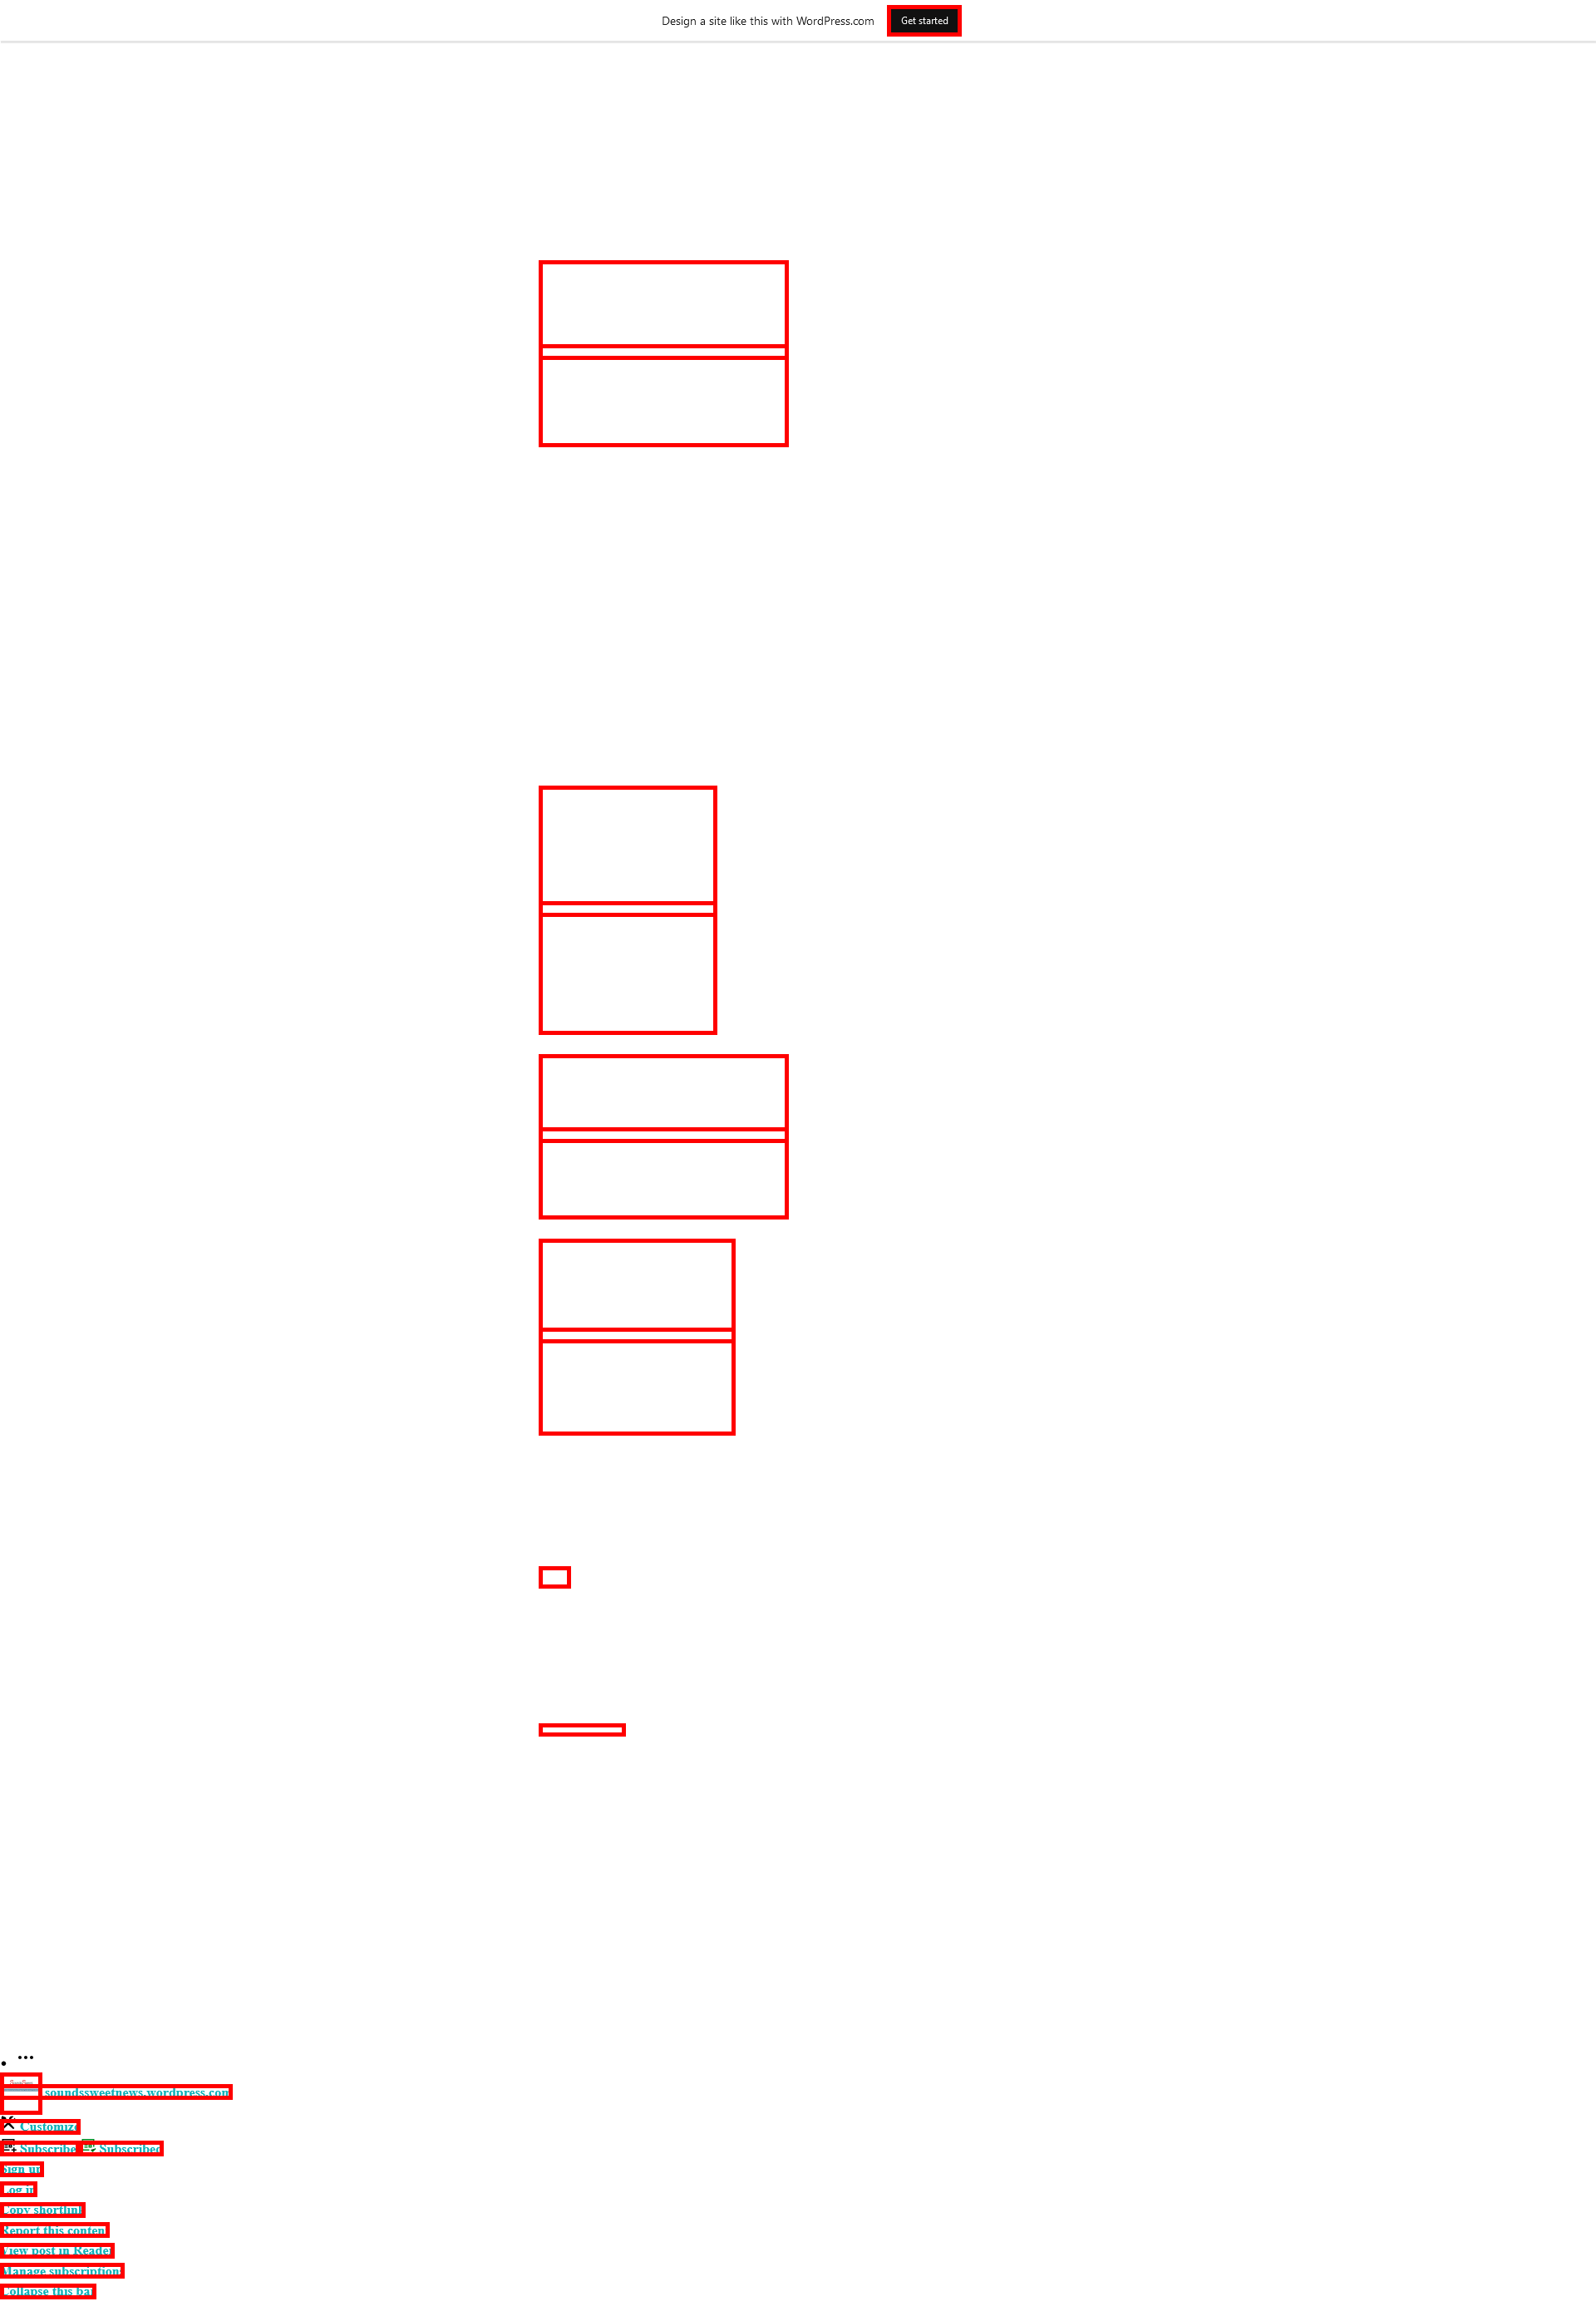 Design a site like this with WordPress.com Get started
soundssweetnews.wordpress.com
Customize
Subscribe Subscribed
Sign up
Log in
Copy shortlink
Report this content
View post in Reader
Manage subscriptions
Collapse this bar